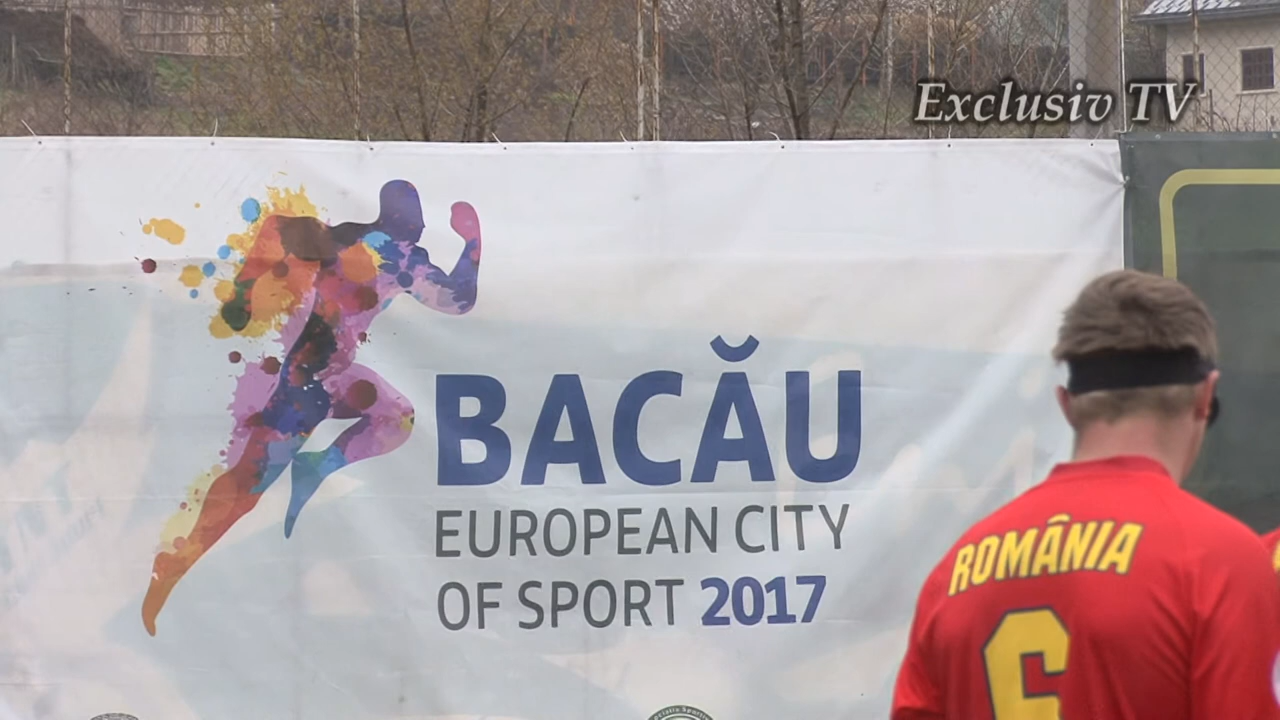 Exclusiv TV
BACĂU
EUROPEAN CITY
OF SPORT 2017
ROMÂNIA
6